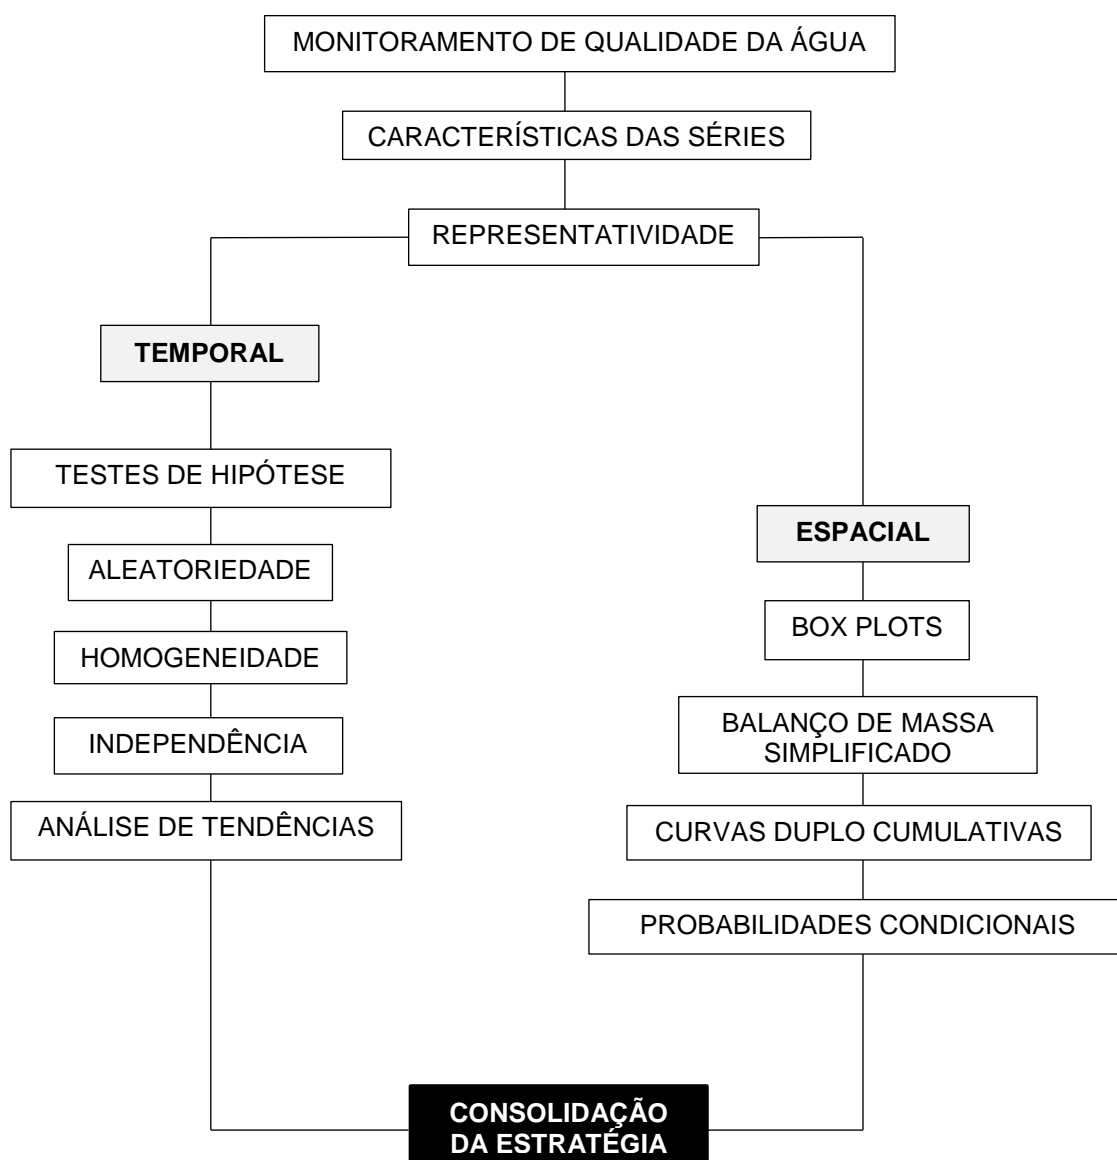 MONITORAMENTO DE QUALIDADE DA ÁGUA
CARACTERÍSTICAS DAS SÉRIES
REPRESENTATIVIDADE
TEMPORAL
TESTES DE HIPÓTESE
ALEATORIEDADE
HOMOGENEIDADE
INDEPENDÊNCIA
ANÁLISE DE TENDÊNCIAS
ESPACIAL
BOX PLOTS
BALANÇO DE MASSA
SIMPLIFICADO
CURVAS DUPLO CUMULATIVAS
PROBABILIDADES CONDICIONAIS
CONSOLIDAÇÃO
DA ESTRATÉGIA